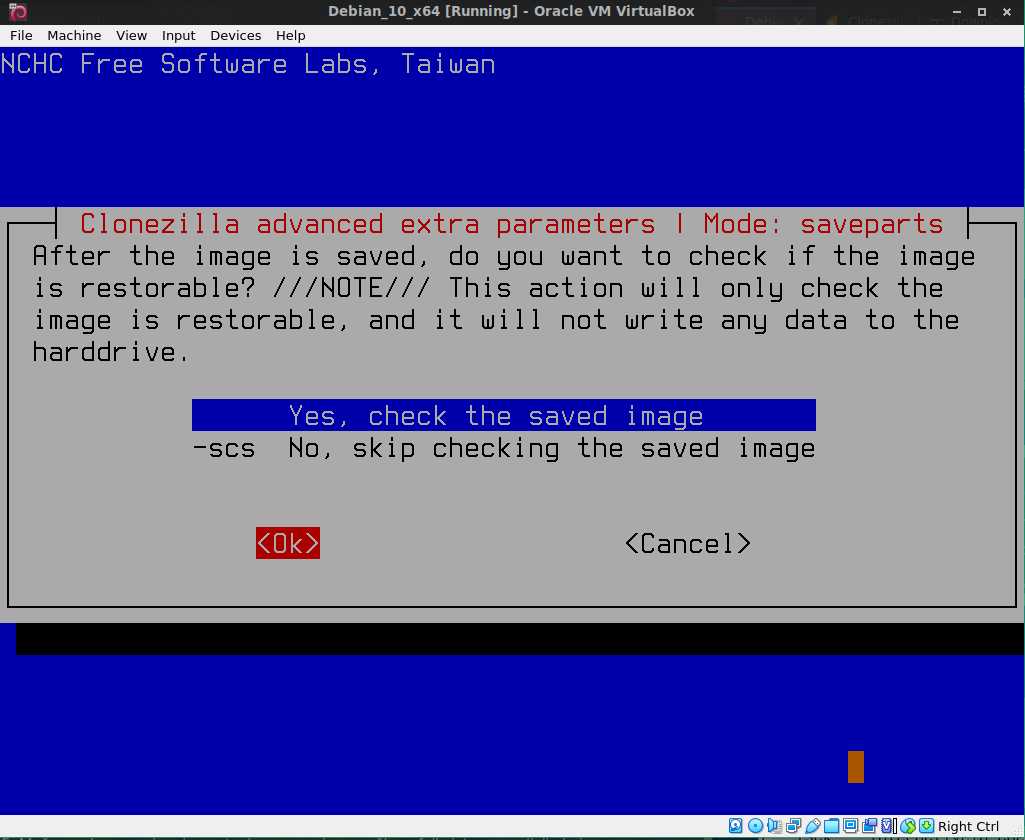 Debian_10_x64 [Running] - Oracle VM VirtualBox
File Machine View Input Devices Help
NCHC Free Software Labs, Taiwan
Clonezilla advanced extra parameters | Mode: saveparts
After the image is saved, do you want to check if the image
is restorable? ///NOTE/// This action will only check the
image is restorable, and it will not write any data to the
harddrive.
Yes, check the saved image
-scs No, skip checking the saved image
<Ok> <Cancel>
Right Ctrl